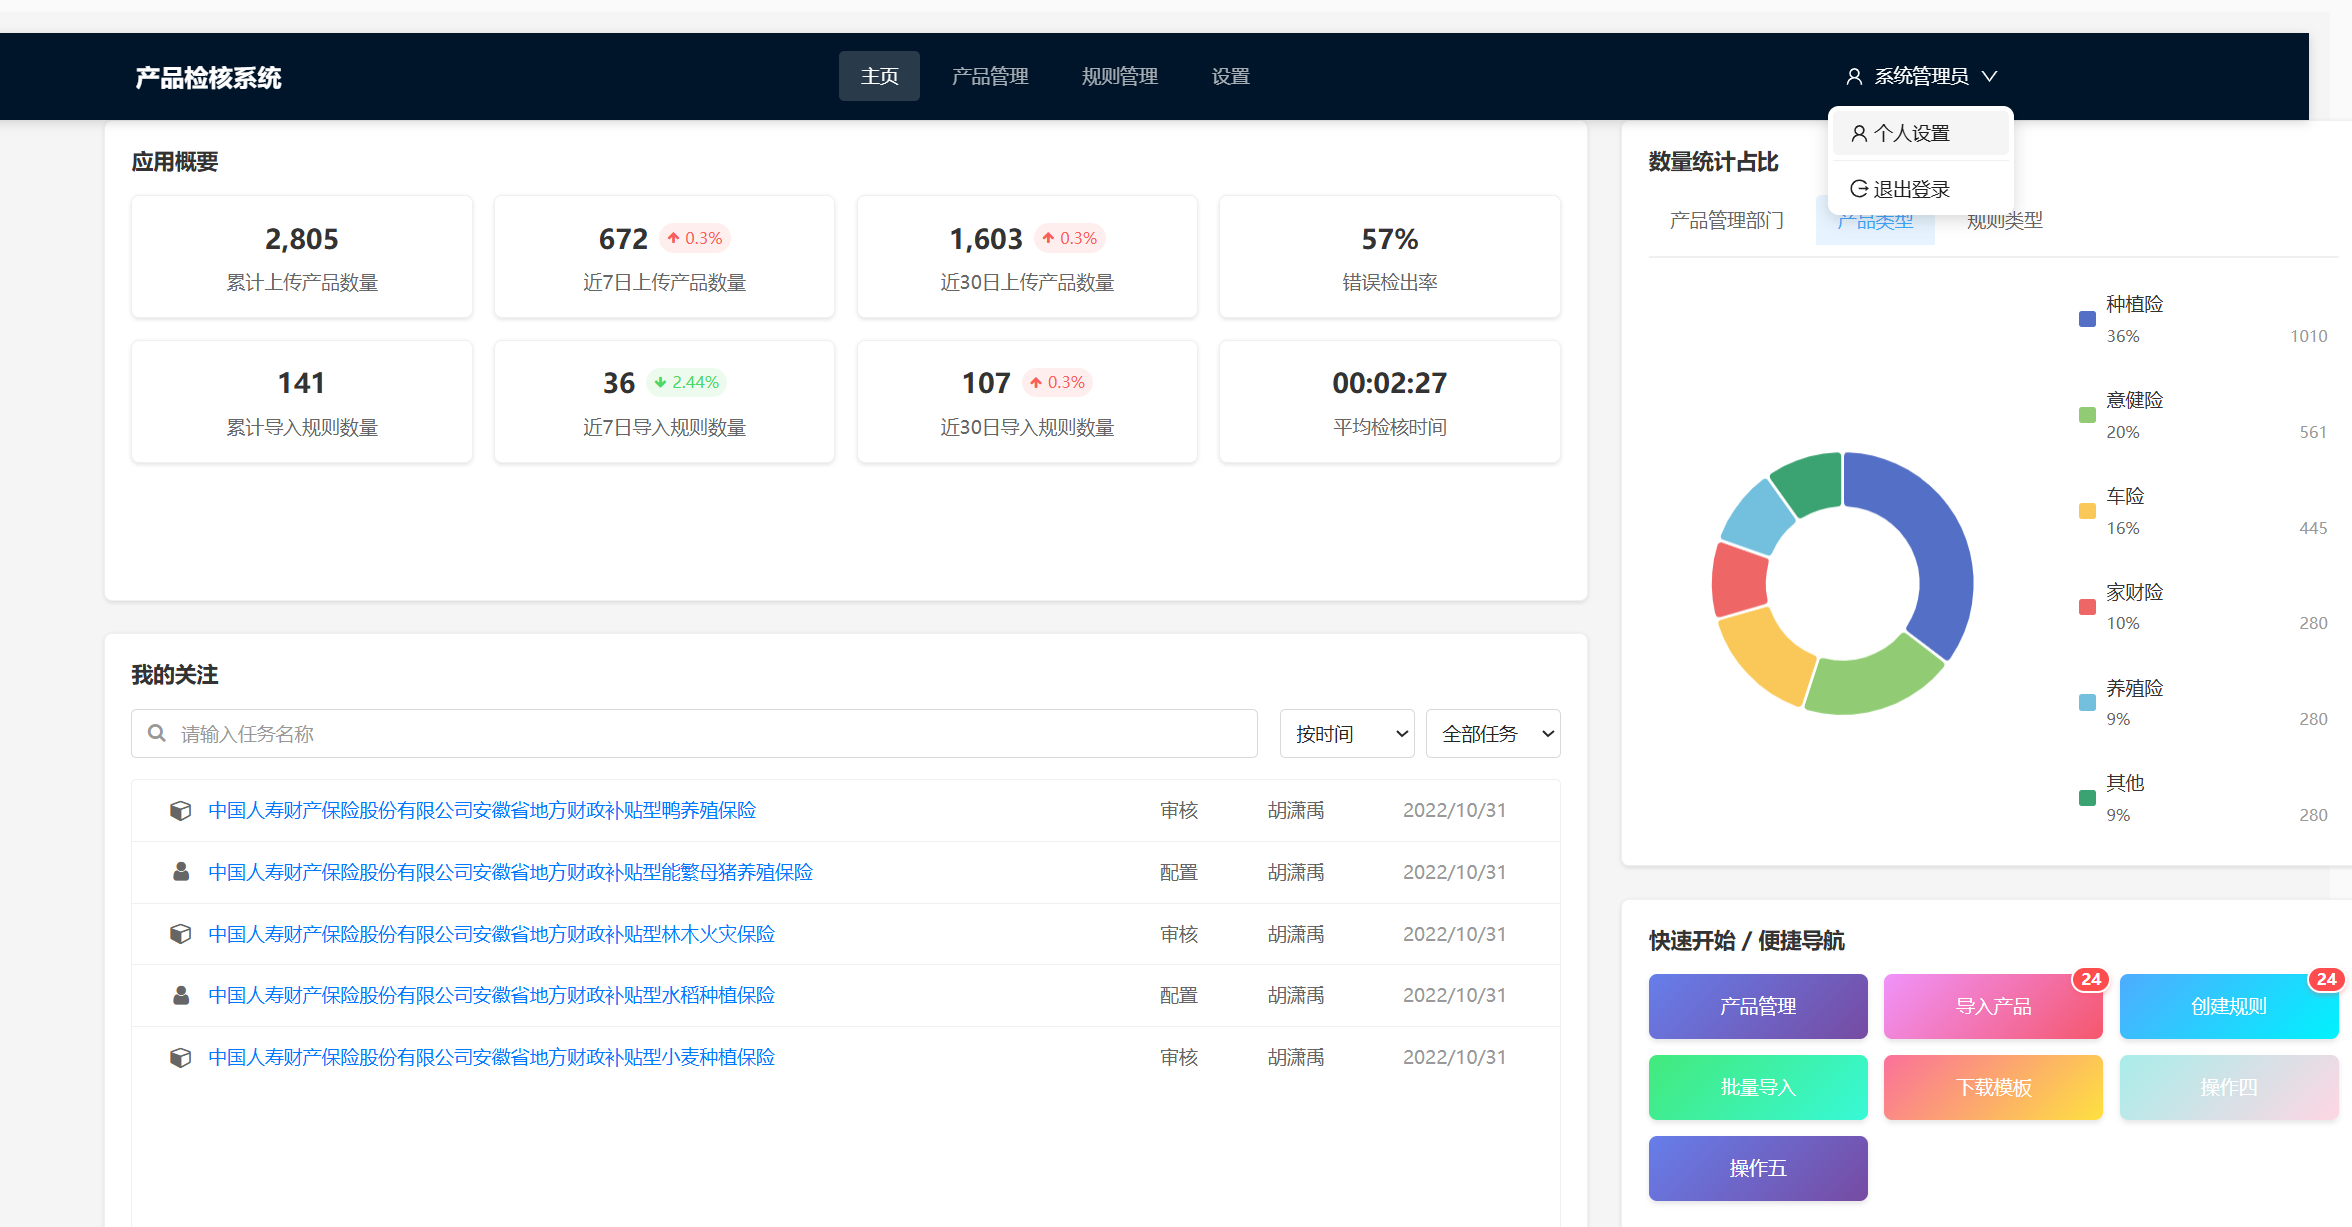 产品检核系统
主页 产品管理 规则管理 设置
系统管理员
个人设置
退出登录
应用概要
2,805
累计上传产品数量
672 0.3%
近7日上传产品数量
1,603 0.3%
近30日上传产品数量
57%
错误检出率
141
累计导入规则数量
36 2.44%
近7日导入规则数量
107 0.3%
近30日导入规则数量
00:02:27
平均检核时间
我的关注
请输入任务名称
按时间
全部任务
中国人寿财产保险股份有限公司安徽省地方财政补贴型鸭养殖保险 审核 胡潇禹 2022/10/31
中国人寿财产保险股份有限公司安徽省地方财政补贴型能繁母猪养殖保险 配置 胡潇禹 2022/10/31
中国人寿财产保险股份有限公司安徽省地方财政补贴型林木火灾保险 审核 胡潇禹 2022/10/31
中国人寿财产保险股份有限公司安徽省地方财政补贴型水稻种植保险 配置 胡潇禹 2022/10/31
中国人寿财产保险股份有限公司安徽省地方财政补贴型小麦种植保险 审核 胡潇禹 2022/10/31
数量统计占比
产品管理部门 产品类型 规则类型
种植险
36% 1010
意健险
20% 561
车险
16% 445
家财险
10% 280
养殖险
9% 280
其他
9% 280
快速开始 / 便捷导航
产品管理
导入产品 24
创建规则 24
批量导入
下载模板
操作四
操作五